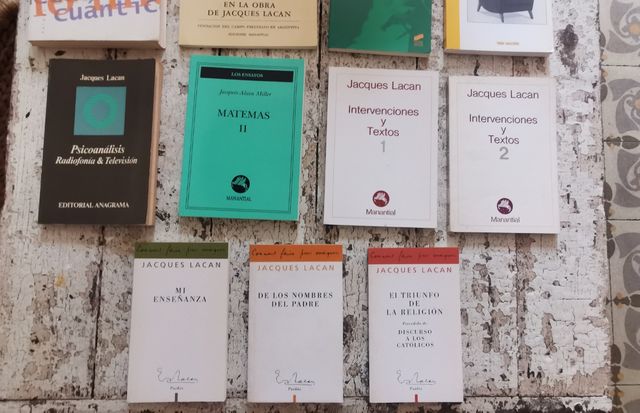 cuántic
EN LA OBRA
DE JACQUES LACAN
Jacques Lacan
Psicoanálisis
Radiofonía & Televisión
EDITORIAL ANAGRAMA
LOS ENSAYOS
Jacques-Alain Miller
MATEMAS
II
MANANTIAL
Jacques Lacan
Intervenciones
y
Textos
1
Manantial
Jacques Lacan
Intervenciones
y
Textos
2
Manantial
JACQUES LACAN
MI
ENSEÑANZA
Paidós
JACQUES LACAN
DE LOS NOMBRES
DEL PADRE
Paidós
JACQUES LACAN
El TRIUNFO
DE
LA RELIGIÓN
Precedido de
DISCURSO
A LOS
CATÓLICOS
Paidós